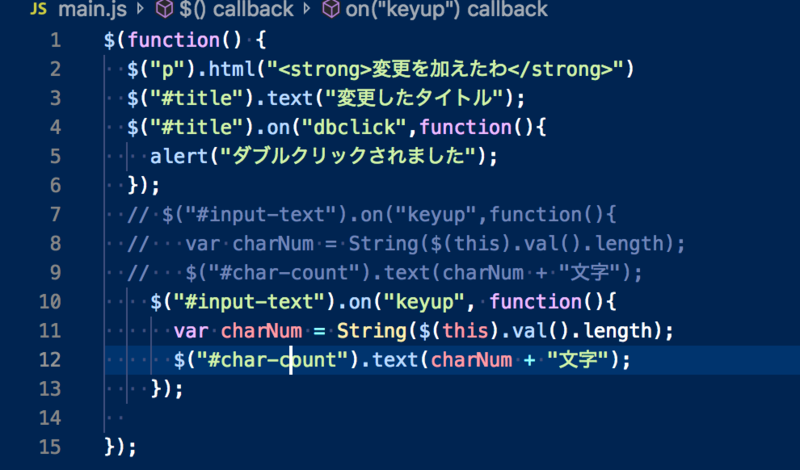 JS main.js › $() callback › on("keyup") callback
1 $(function() {
2 $("p").html("<strong>変更を加えたわ</strong>")
3 $("#title").text("変更したタイトル");
4 $("#title").on("dbclick",function(){
5 alert("ダブルクリックされました");
6 });
7 // $("#input-text").on("keyup",function(){
8 // var charNum = String($(this).val().length);
9 // $("#char-count").text(charNum + "文字");
10 $("#input-text").on("keyup", function(){
11 var charNum = String($(this).val().length);
12 $("#char-count").text(charNum + "文字");
13 });
14
15 });